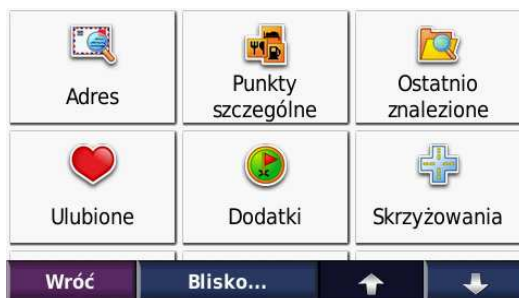 Adres
Punkty
szczególne
Ostatnio
znalezione
Ulubione
Dodatki
Skrzyżowania
Wróć
Blisko...